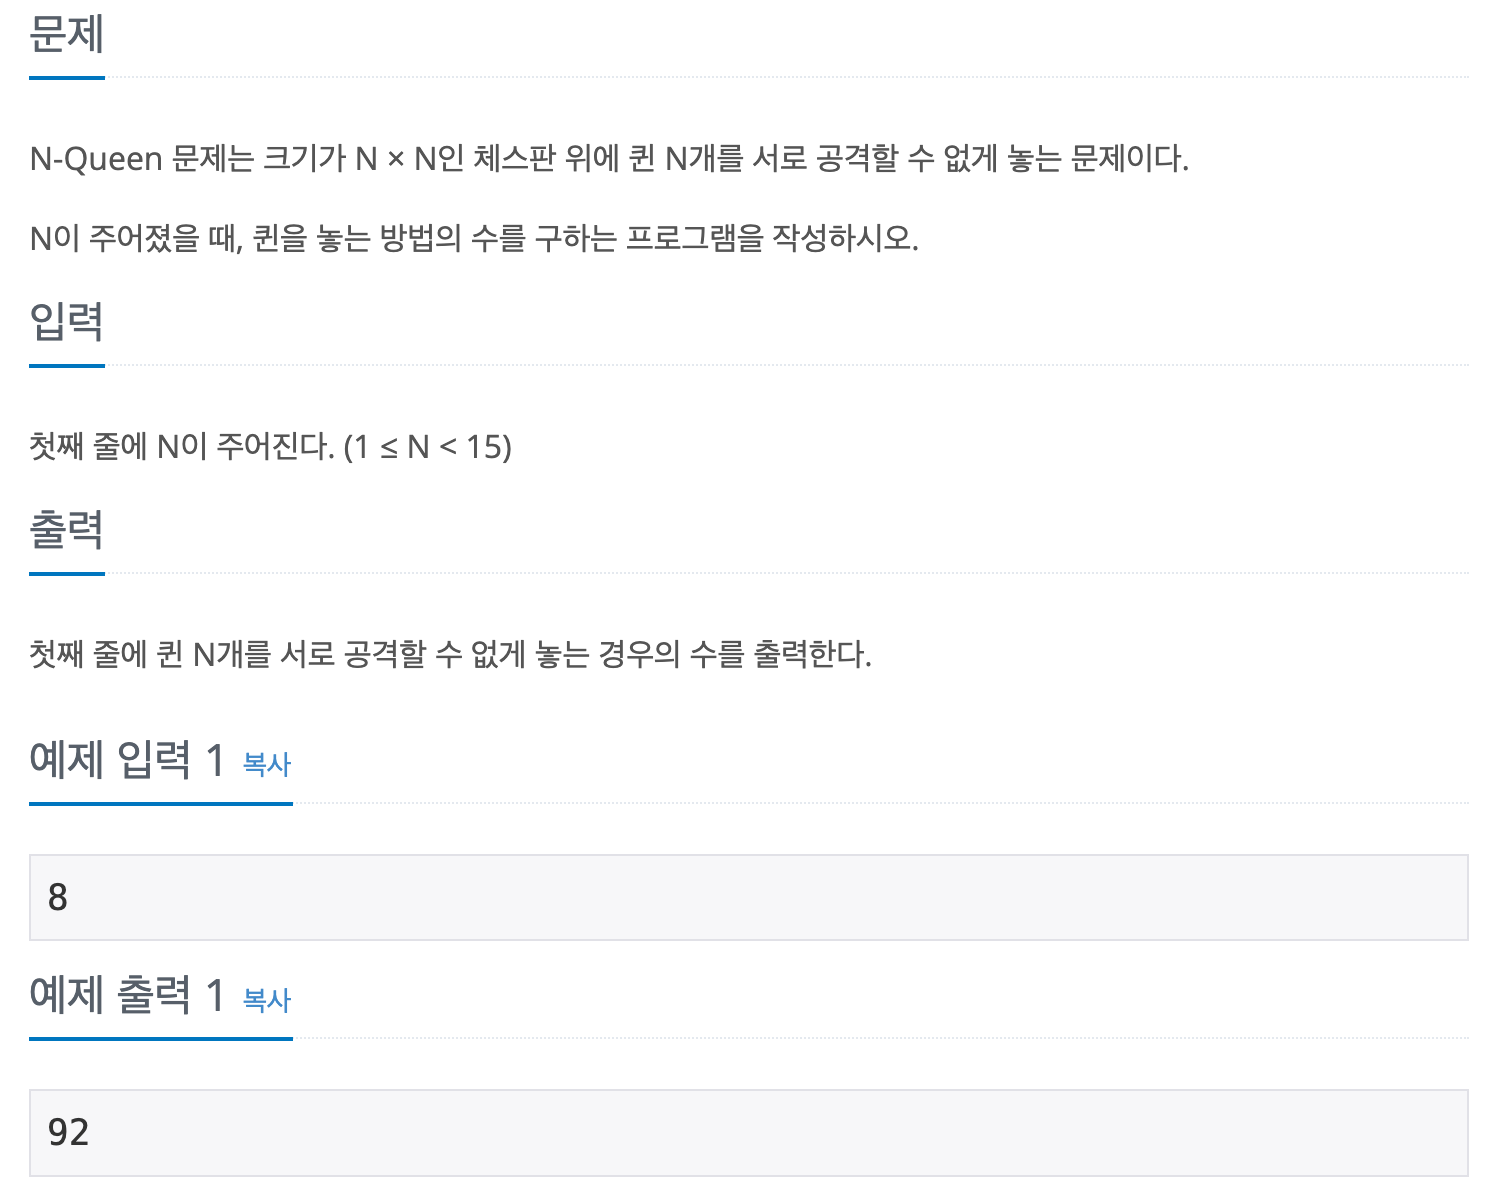 문제
N-Queen 문제는 크기가 N × N인 체스판 위에 퀸 N개를 서로 공격할 수 없게 놓는 문제이다.
N이 주어졌을 때, 퀸을 놓는 방법의 수를 구하는 프로그램을 작성하시오.
입력
첫째 줄에 N이 주어진다. (1 ≤ N < 15)
출력
첫째 줄에 퀸 N개를 서로 공격할 수 없게 놓는 경우의 수를 출력한다.
예제 입력 1 복사
8
예제 출력 1 복사
92